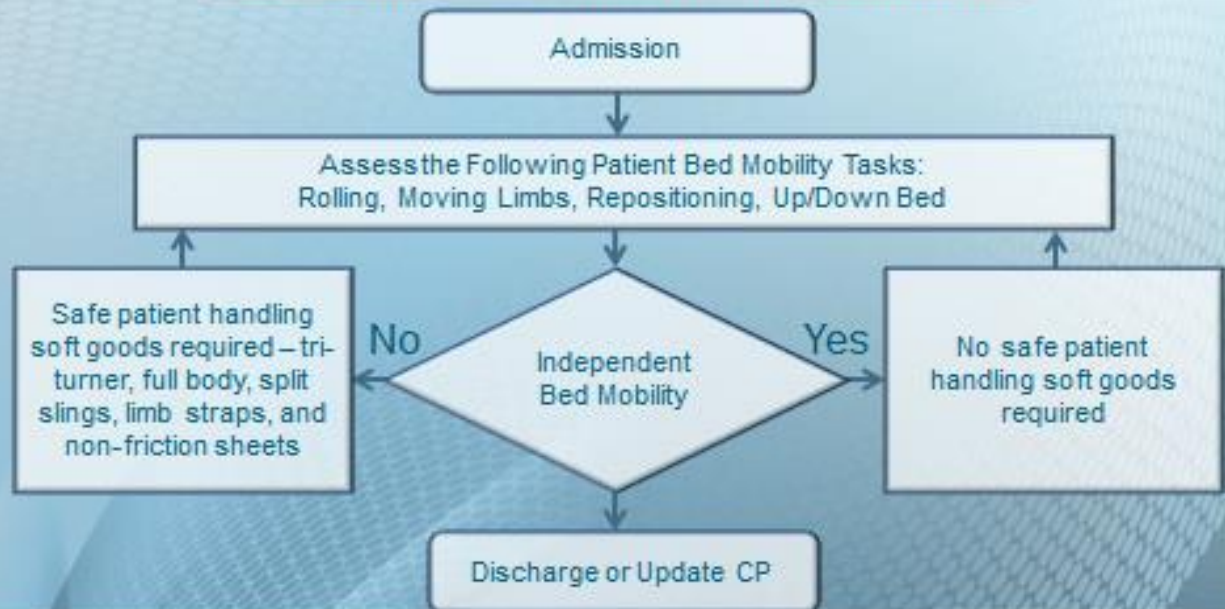 Admission
Assess the Following Patient Bed Mobility Tasks:
Rolling, Moving Limbs, Repositioning, Up/Down Bed
Safe patient handling
soft goods required – tri-
turner, full body, split
slings, limb straps, and
non-friction sheets
No
Independent
Bed Mobility
Yes
No safe patient
handling soft goods
required
Discharge or Update CP